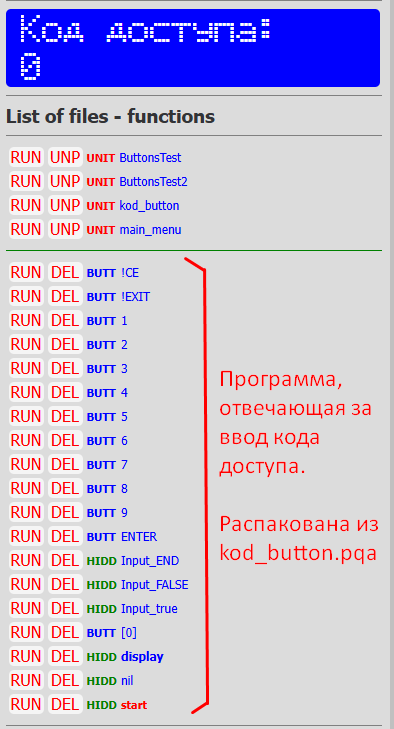 Код доступа:
0
List of files - functions
RUN UNP UNIT ButtonsTest
RUN UNP UNIT ButtonsTest2
RUN UNP UNIT kod_button
RUN UNP UNIT main_menu
RUN DEL BUTT !CE
RUN DEL BUTT !EXIT
RUN DEL BUTT 1
RUN DEL BUTT 2
RUN DEL BUTT 3
RUN DEL BUTT 4
RUN DEL BUTT 5
RUN DEL BUTT 6
RUN DEL BUTT 7
RUN DEL BUTT 8
RUN DEL BUTT 9
RUN DEL BUTT ENTER
RUN DEL HIDD Input_END
RUN DEL HIDD Input_FALSE
RUN DEL HIDD Input_true
RUN DEL BUTT [0]
RUN DEL HIDD display
RUN DEL HIDD nil
RUN DEL HIDD start
Программа,
отвечающая за
ввод кода
доступа.
Распакована из
kod_button.pqa